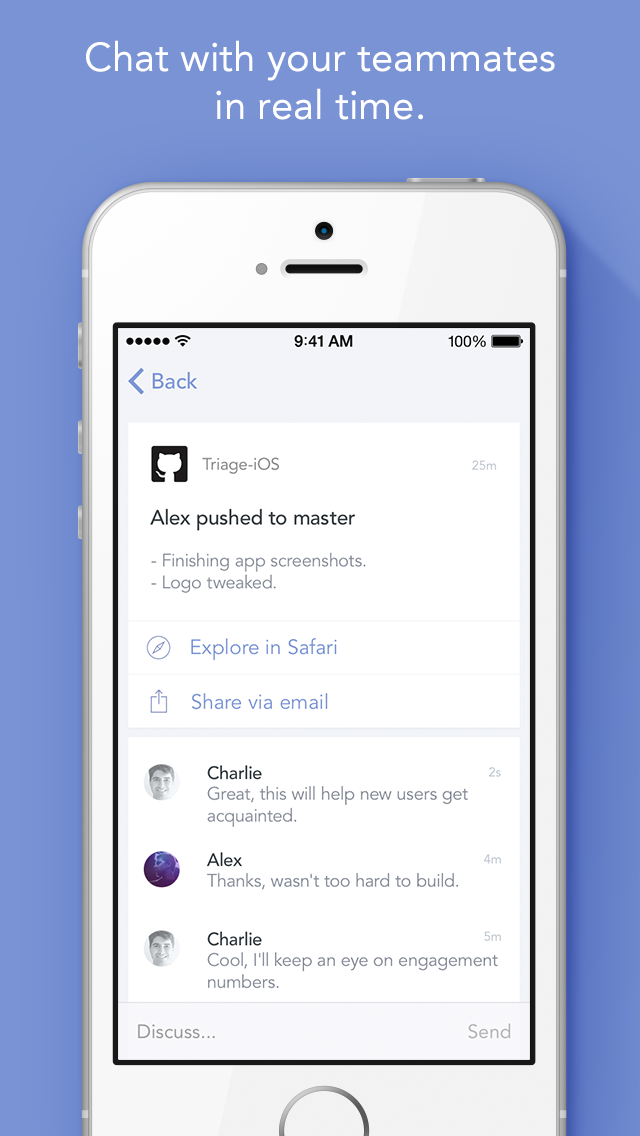 Chat with your teammates
in real time.
9:41 AM
100%
Back
Triage-iOS
25m
Alex pushed to master
- Finishing app screenshots.
- Logo tweaked.
Explore in Safari
Share via email
Charlie
2s
Great, this will help new users get
acquainted.
Alex
4m
Thanks, wasn't too hard to build.
Charlie
5m
Cool, I'll keep an eye on engagement
numbers.
Discuss...
Send